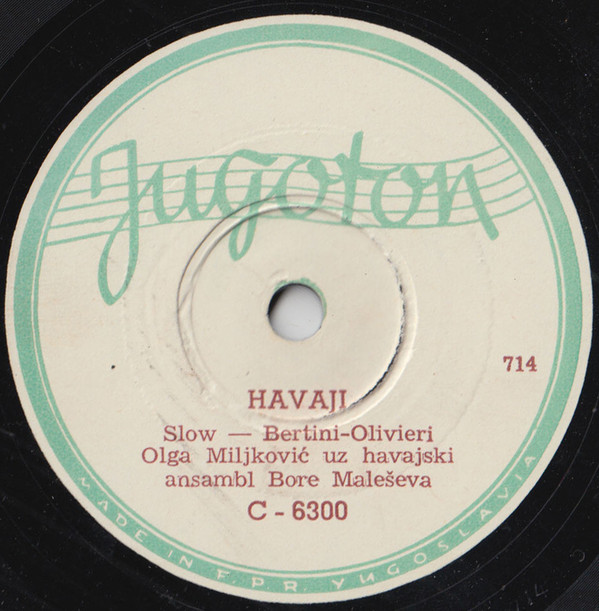 Jugoton
714
HAVAJI
Slow — Bertini-Olivieri
Olga Miljković uz havajski
ansambl Bore Maleševa
C - 6300
MADE IN F.P.R. YUGOSLAVIA